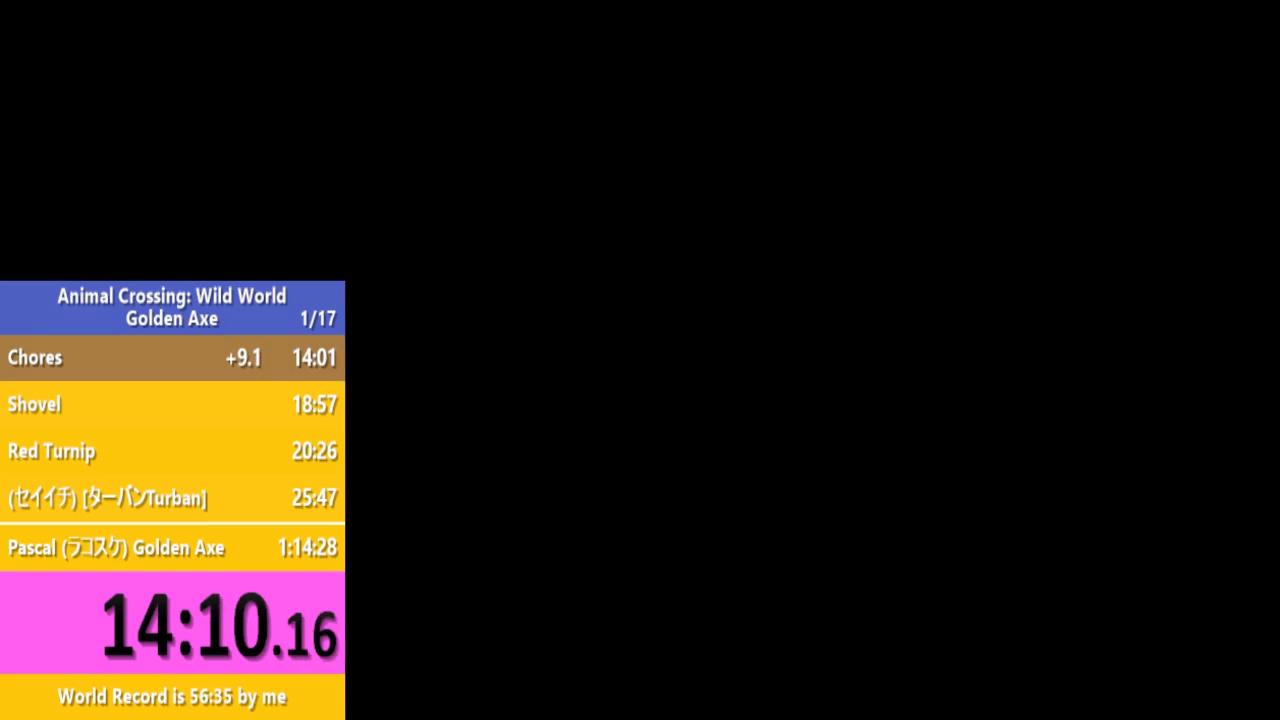 Animal Crossing: Wild World
Golden Axe 1/17
Chores +9.1 14:01
Shovel 18:57
Red Turnip 20:26
(セイイチ) [ターバンTurban] 25:47
Pascal (ラコスケ) Golden Axe 1:14:28
14:10.16
World Record is 56:35 by me